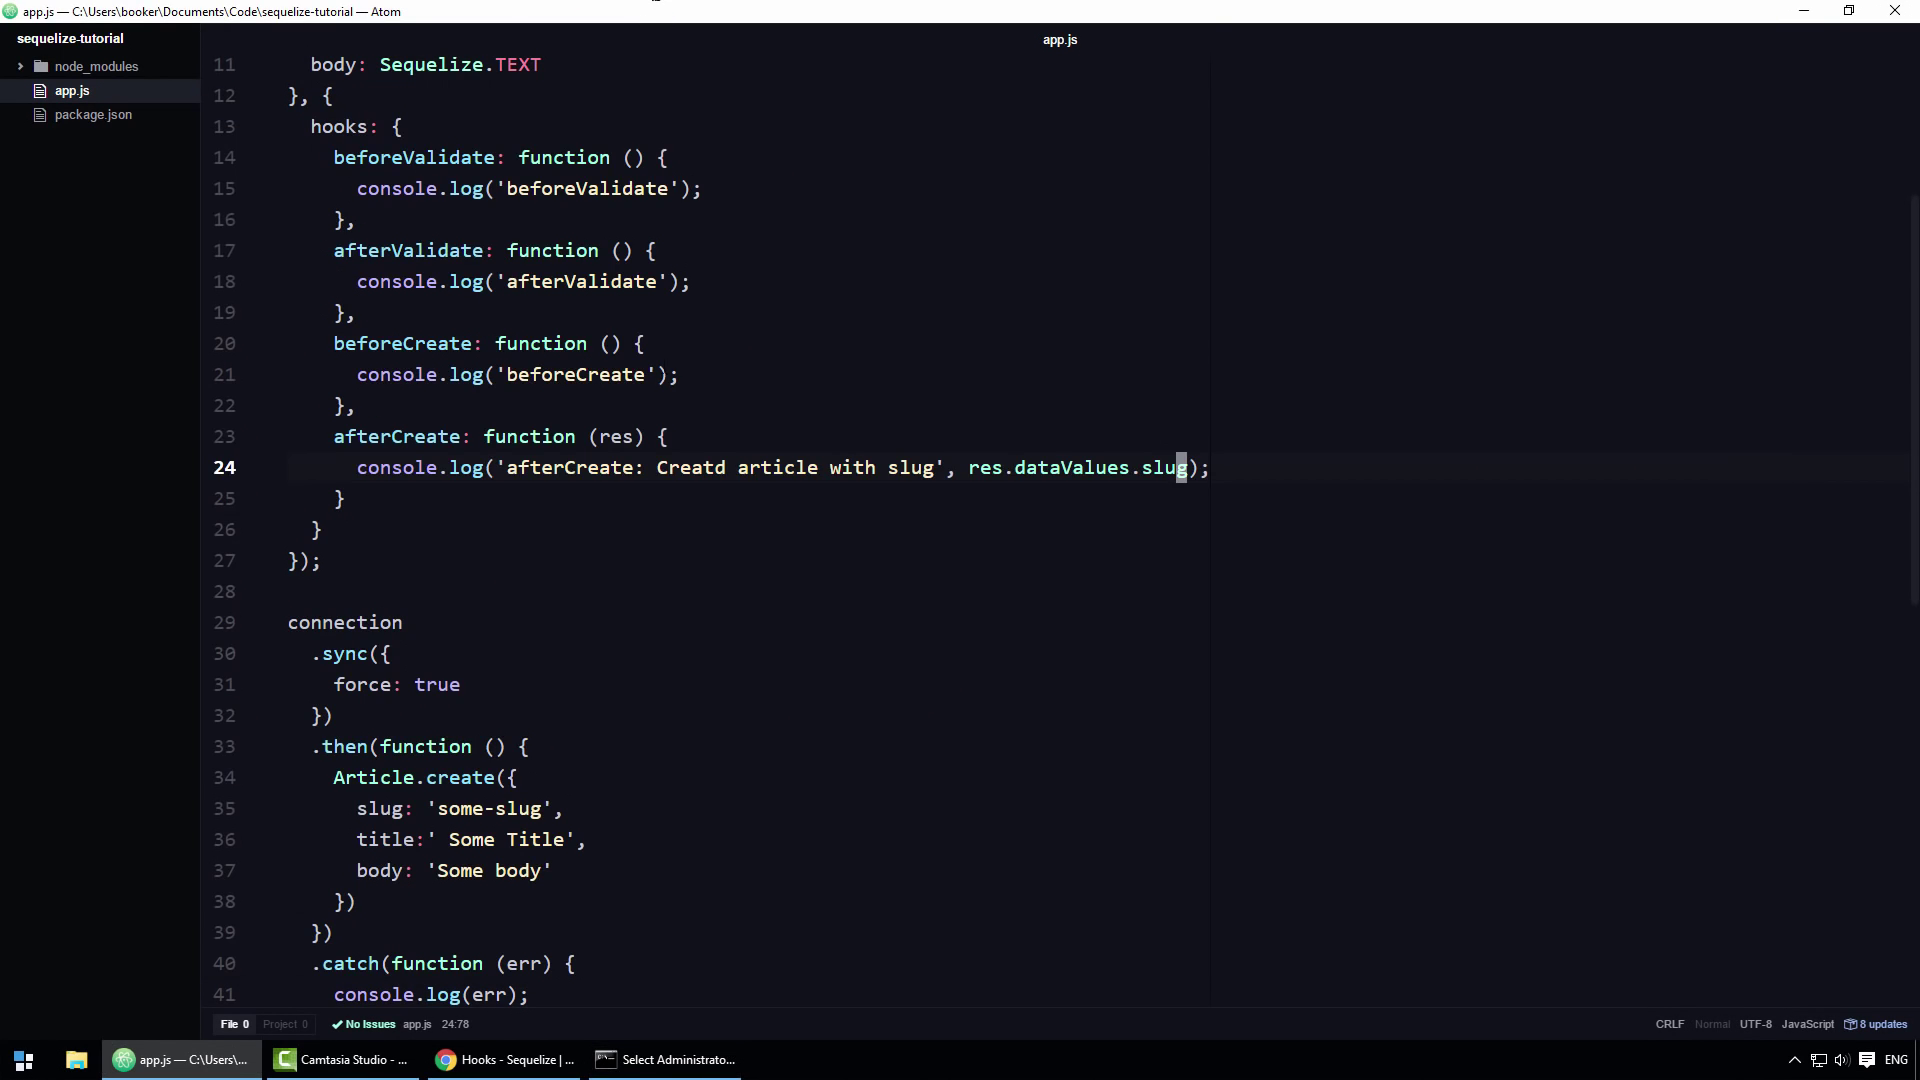 app.js — C:\Users\booker\Documents\Code\sequelize-tutorial — Atom
sequelize-tutorial
node_modules
app.js
package.json
app.js
11 body: Sequelize.TEXT
12 }, {
13 hooks: {
14 beforeValidate: function () {
15 console.log('beforeValidate');
16 },
17 afterValidate: function () {
18 console.log('afterValidate');
19 },
20 beforeCreate: function () {
21 console.log('beforeCreate');
22 },
23 afterCreate: function (res) {
24 console.log('afterCreate: Creatd article with slug', res.dataValues.slug);
25 }
26 }
27 });
28
29 connection
30 .sync({
31 force: true
32 })
33 .then(function () {
34 Article.create({
35 slug: 'some-slug',
36 title:' Some Title',
37 body: 'Some body'
38 })
39 })
40 .catch(function (err) {
41 console.log(err);
File 0 Project 0 No Issues app.js 24:78 CRLF Normal UTF-8 JavaScript 8 updates
app.js — C:\Users\... Camtasia Studio - ... Hooks - Sequelize | ... Select Administrato... ENG